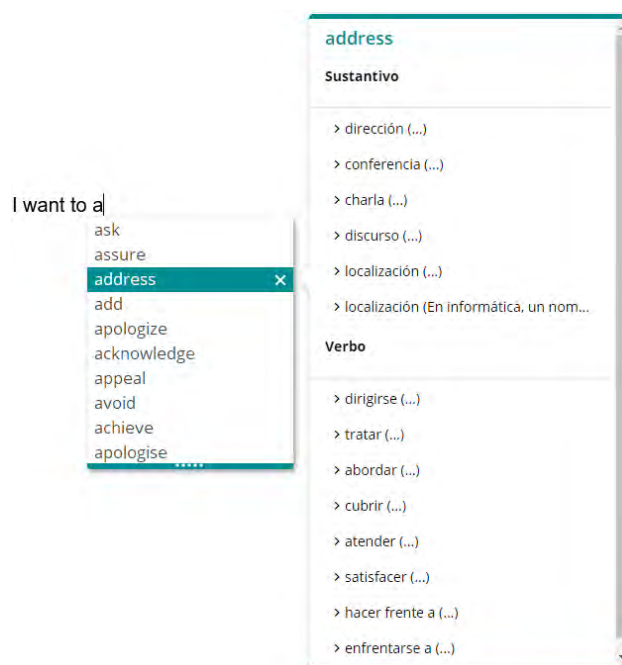 I want to a
ask
assure
address
add
apologize
acknowledge
appeal
avoid
achieve
apologise
address
Sustantivo
> dirección (...)
> conferencia (...)
> charla (...)
> discurso (...)
> localización (...)
> localización (En informática, un nom...
Verbo
> dirigirse (...)
> tratar (...)
> abordar (...)
> cubrir (...)
> atender (...)
> satisfacer (...)
> hacer frente a (...)
> enfrentarse a (...)